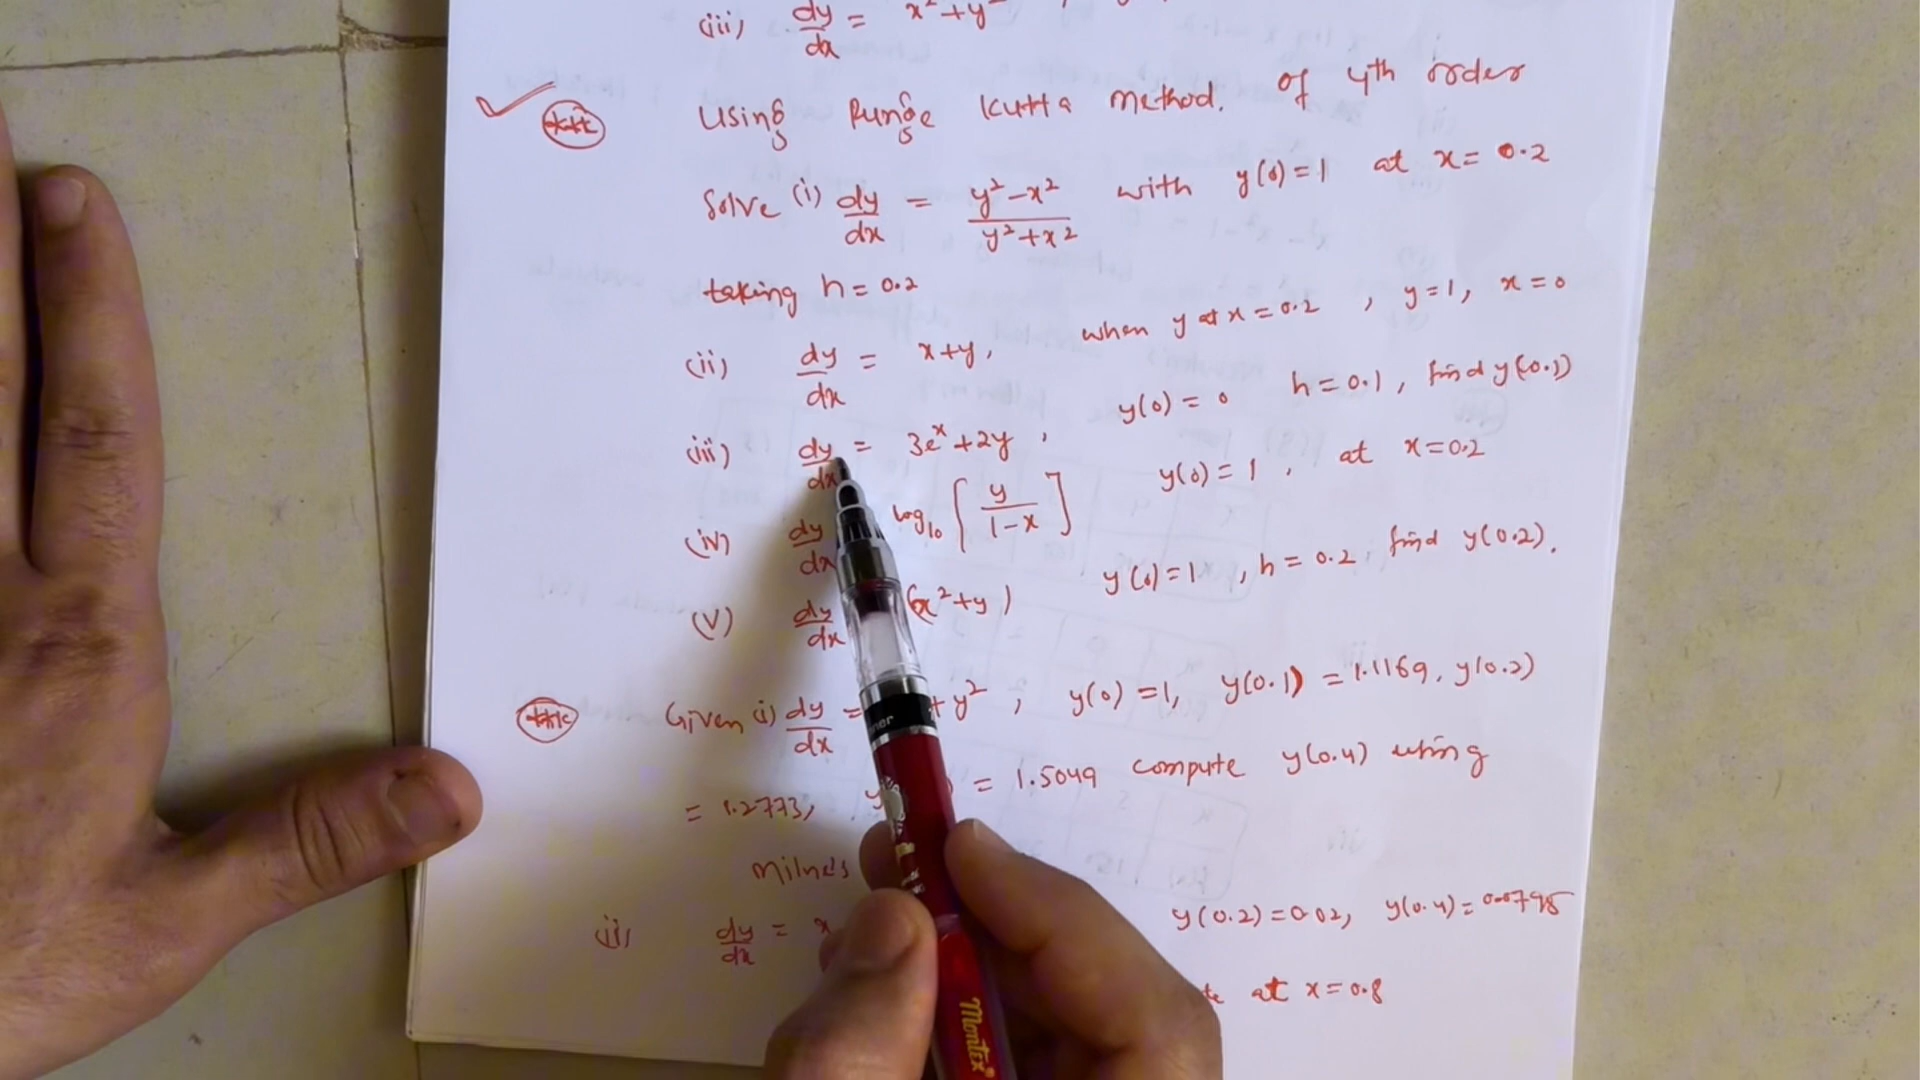 (iii) dy/dx = x²+y²
Using Runge Kutta Method. of 4th order
Solve (i) dy/dx = y²-x²/y²+x² with y(0)=1 at x= 0.2
taking h= 0.2
(ii) dy/dx = x+y, when y at x=0.2 , y=1, x=0
(iii) dy/dx = 3eˣ+2y , y(0)= 0 h=0.1, find y(0.1)
(iv) dy/dx log₁₀ [y/1-x] y(0)=1 , at x=0.2
(v) dy/dx (x²+y) y(0)=1 , h= 0.2 find y(0.2).
Given (i) dy/dx = +y² ; y(0)=1, y(0.1) =1.1169, y(0.2)
= 1.2773, y = 1.5049 compute y(0.4) using
Milne's
(ii) dy/dx = x y(0.2)=0.02, y(0.4)=0.0795
at x=0.8
Montex